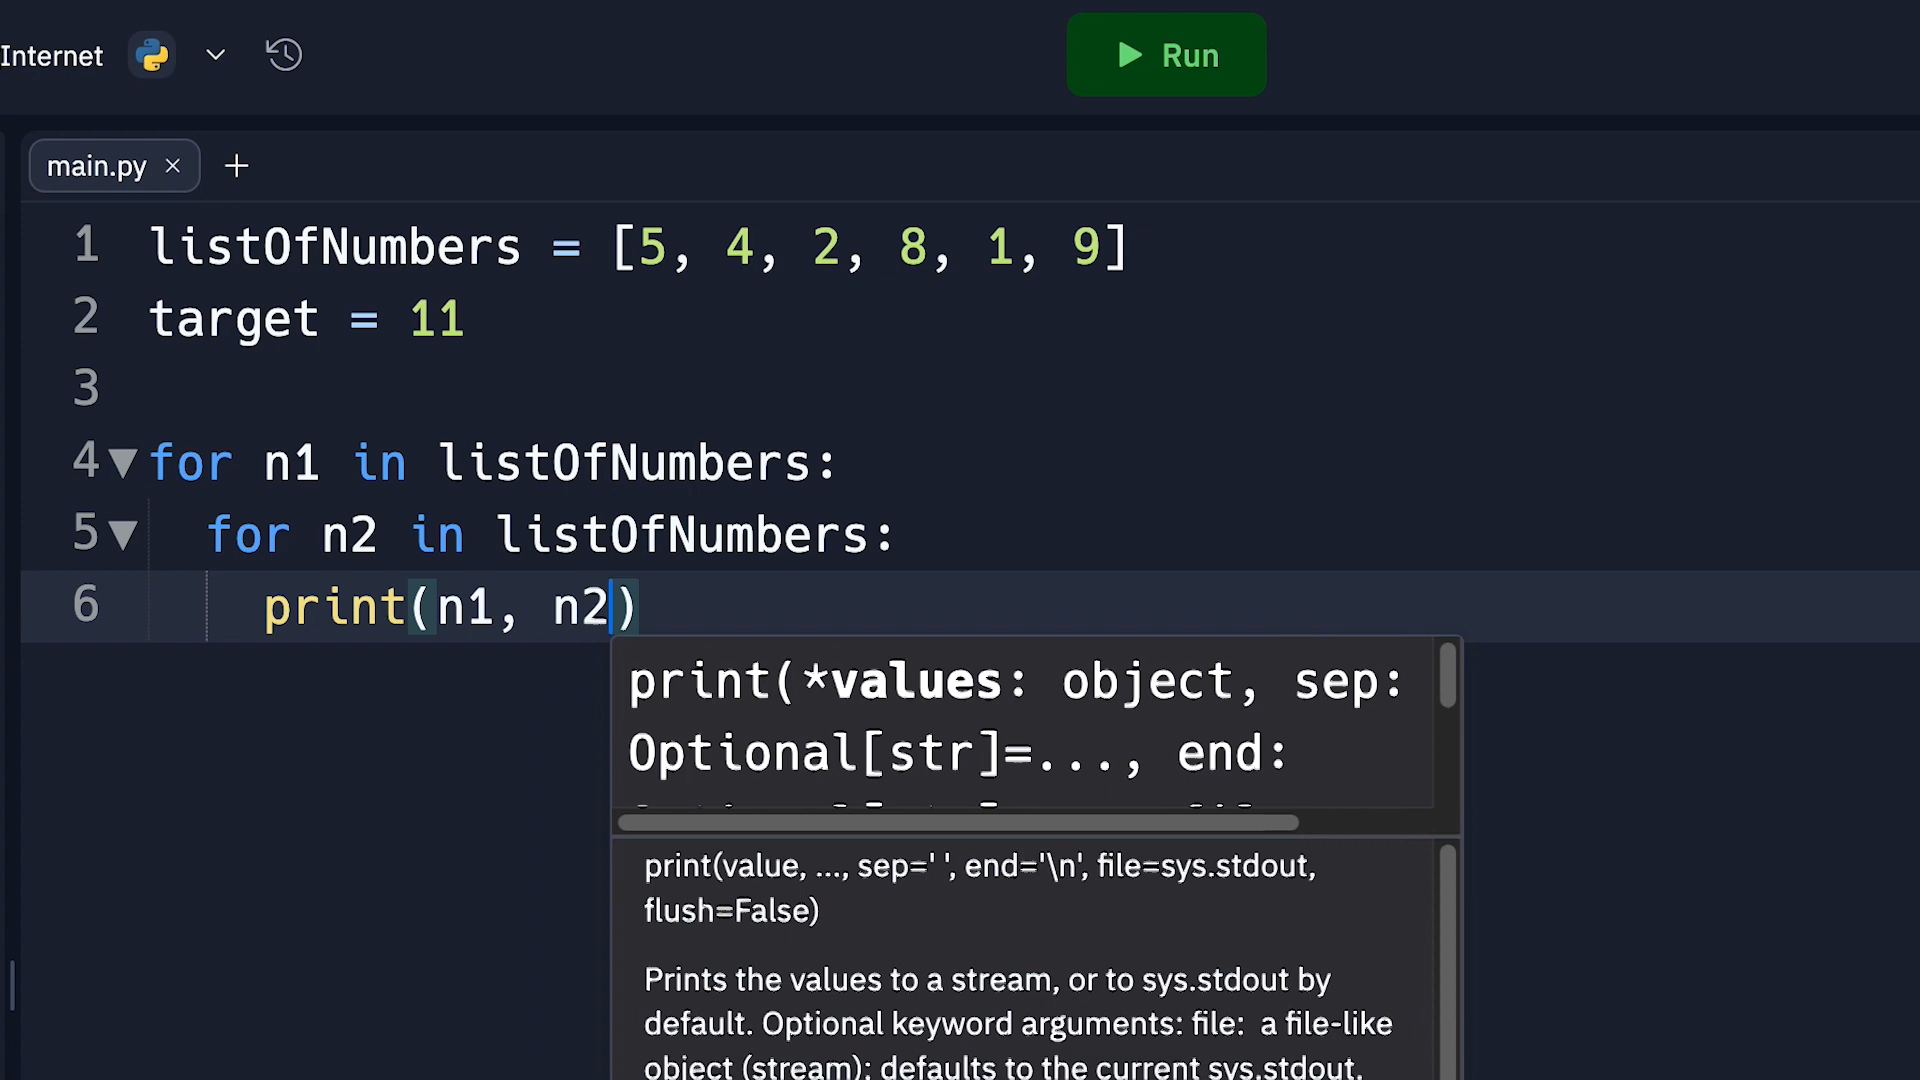 Internet
Run
main.py × +
1 listOfNumbers = [5, 4, 2, 8, 1, 9]
2 target = 11
3
4 for n1 in listOfNumbers:
5 for n2 in listOfNumbers:
6 print(n1, n2)
print(*values: object, sep:
Optional[str]=..., end:
print(value, ..., sep=' ', end='\n', file=sys.stdout,
flush=False)
Prints the values to a stream, or to sys.stdout by
default. Optional keyword arguments: file: a file-like
object (stream); defaults to the current sys.stdout.